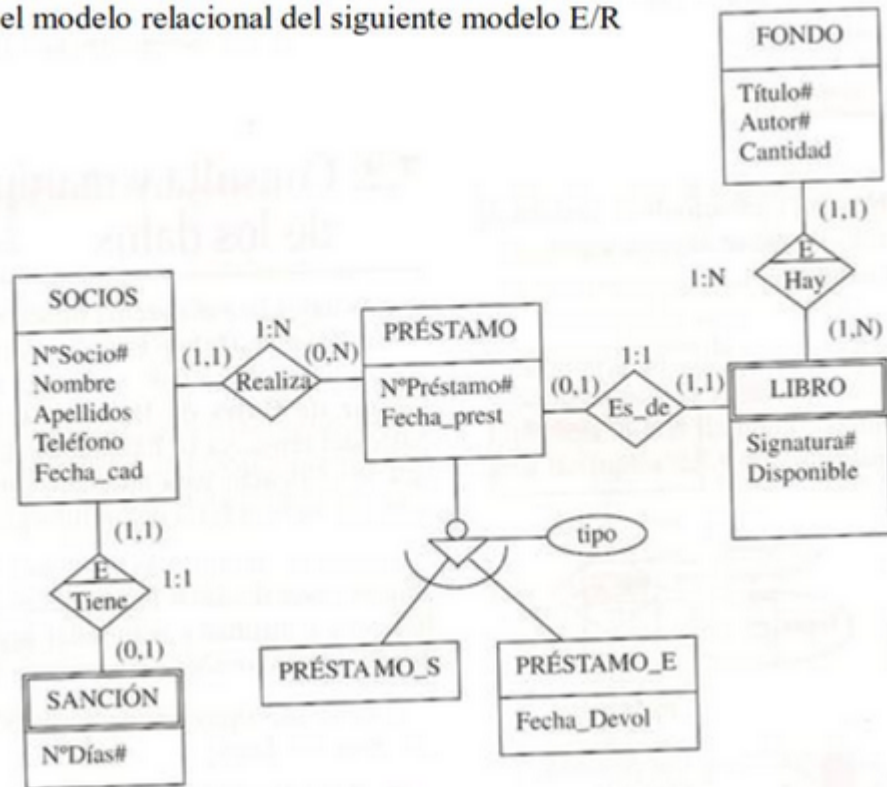 el modelo relacional del siguiente modelo E/R
FONDO
Título#
Autor#
Cantidad
(1,1)
E
Hay
1:N
(1,N)
LIBRO
Signatura#
Disponible
SOCIOS
NºSocio#
Nombre
Apellidos
Teléfono
Fecha_cad
(1,1)
1:N
Realiza
(0,N)
PRÉSTAMO
NºPréstamo#
Fecha_prest
(0,1)
1:1
Es_de
(1,1)
tipo
PRÉSTAMO_S
PRÉSTAMO_E
Fecha_Devol
(1,1)
E
Tiene
1:1
(0,1)
SANCIÓN
NºDías#